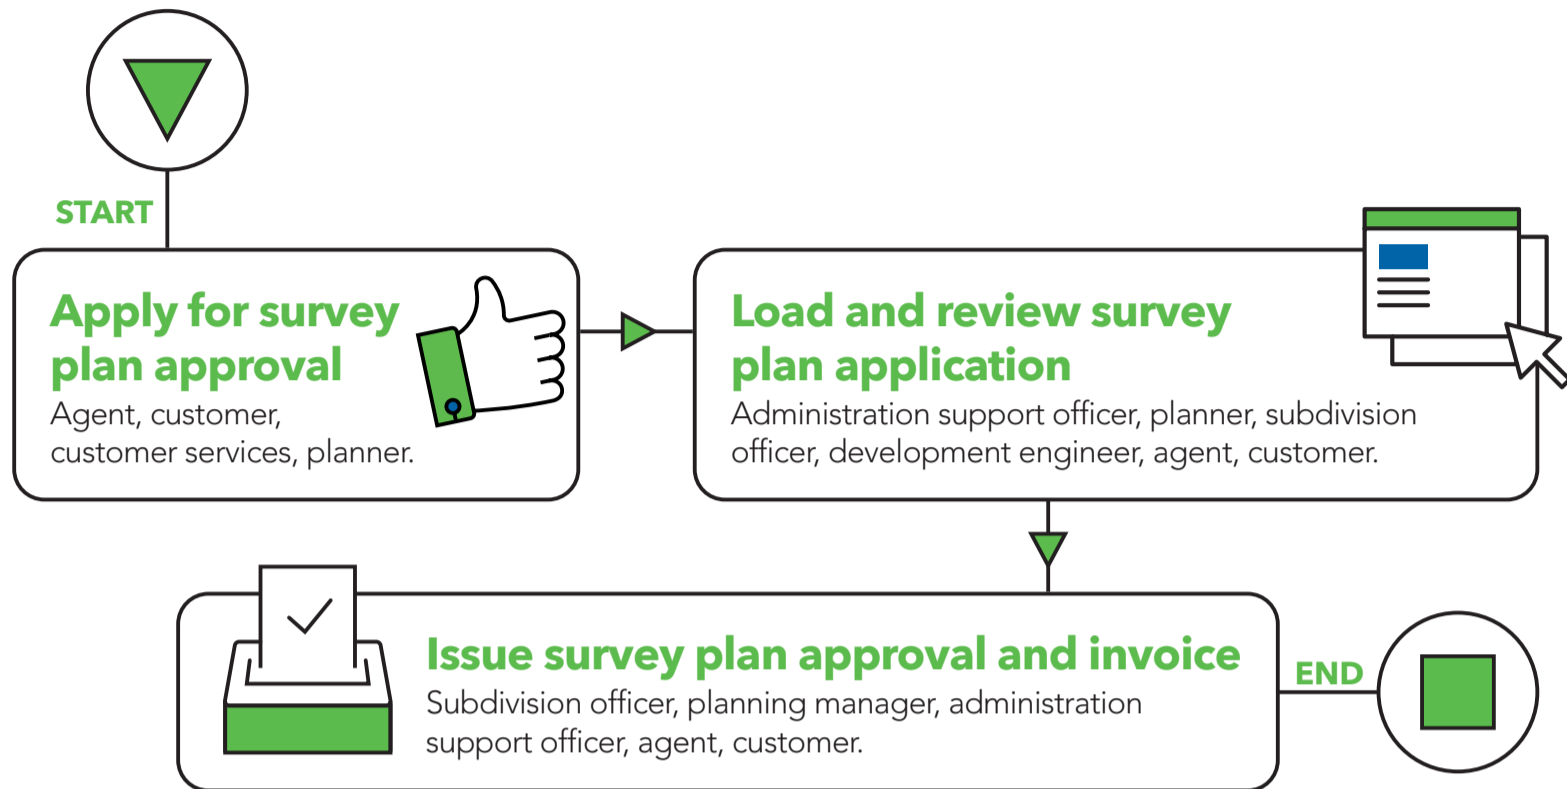 START
Apply for survey
plan approval
Agent, customer,
customer services, planner.
Load and review survey
plan application
Administration support officer, planner, subdivision
officer, development engineer, agent, customer.
Issue survey plan approval and invoice
Subdivision officer, planning manager, administration
support officer, agent, customer.
END